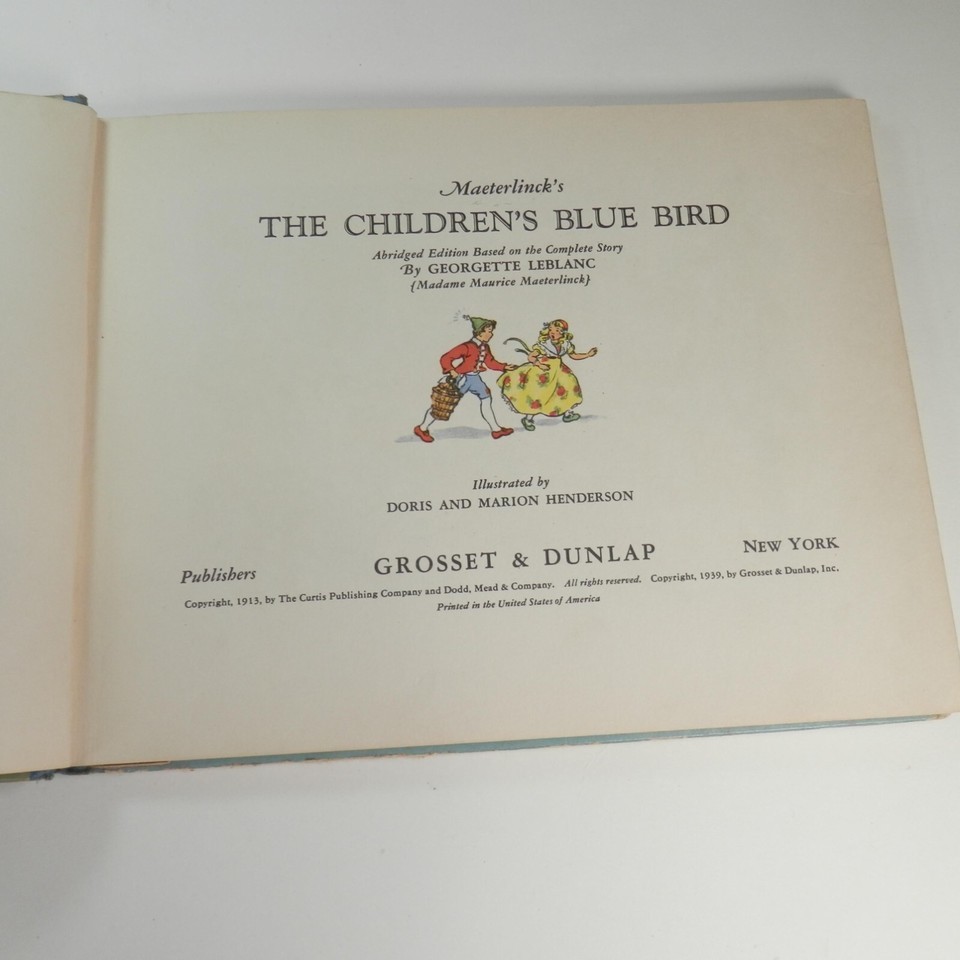 Maeterlinck's
THE CHILDREN'S BLUE BIRD
Abridged Edition Based on the Complete Story
By GEORGETTE LEBLANC
{Madame Maurice Maeterlinck}
Illustrated by
DORIS AND MARION HENDERSON
Publishers GROSSET & DUNLAP NEW YORK
Copyright, 1913, by The Curtis Publishing Company and Dodd, Mead & Company. All rights reserved. Copyright, 1939, by Grosset & Dunlap, Inc.
Printed in the United States of America